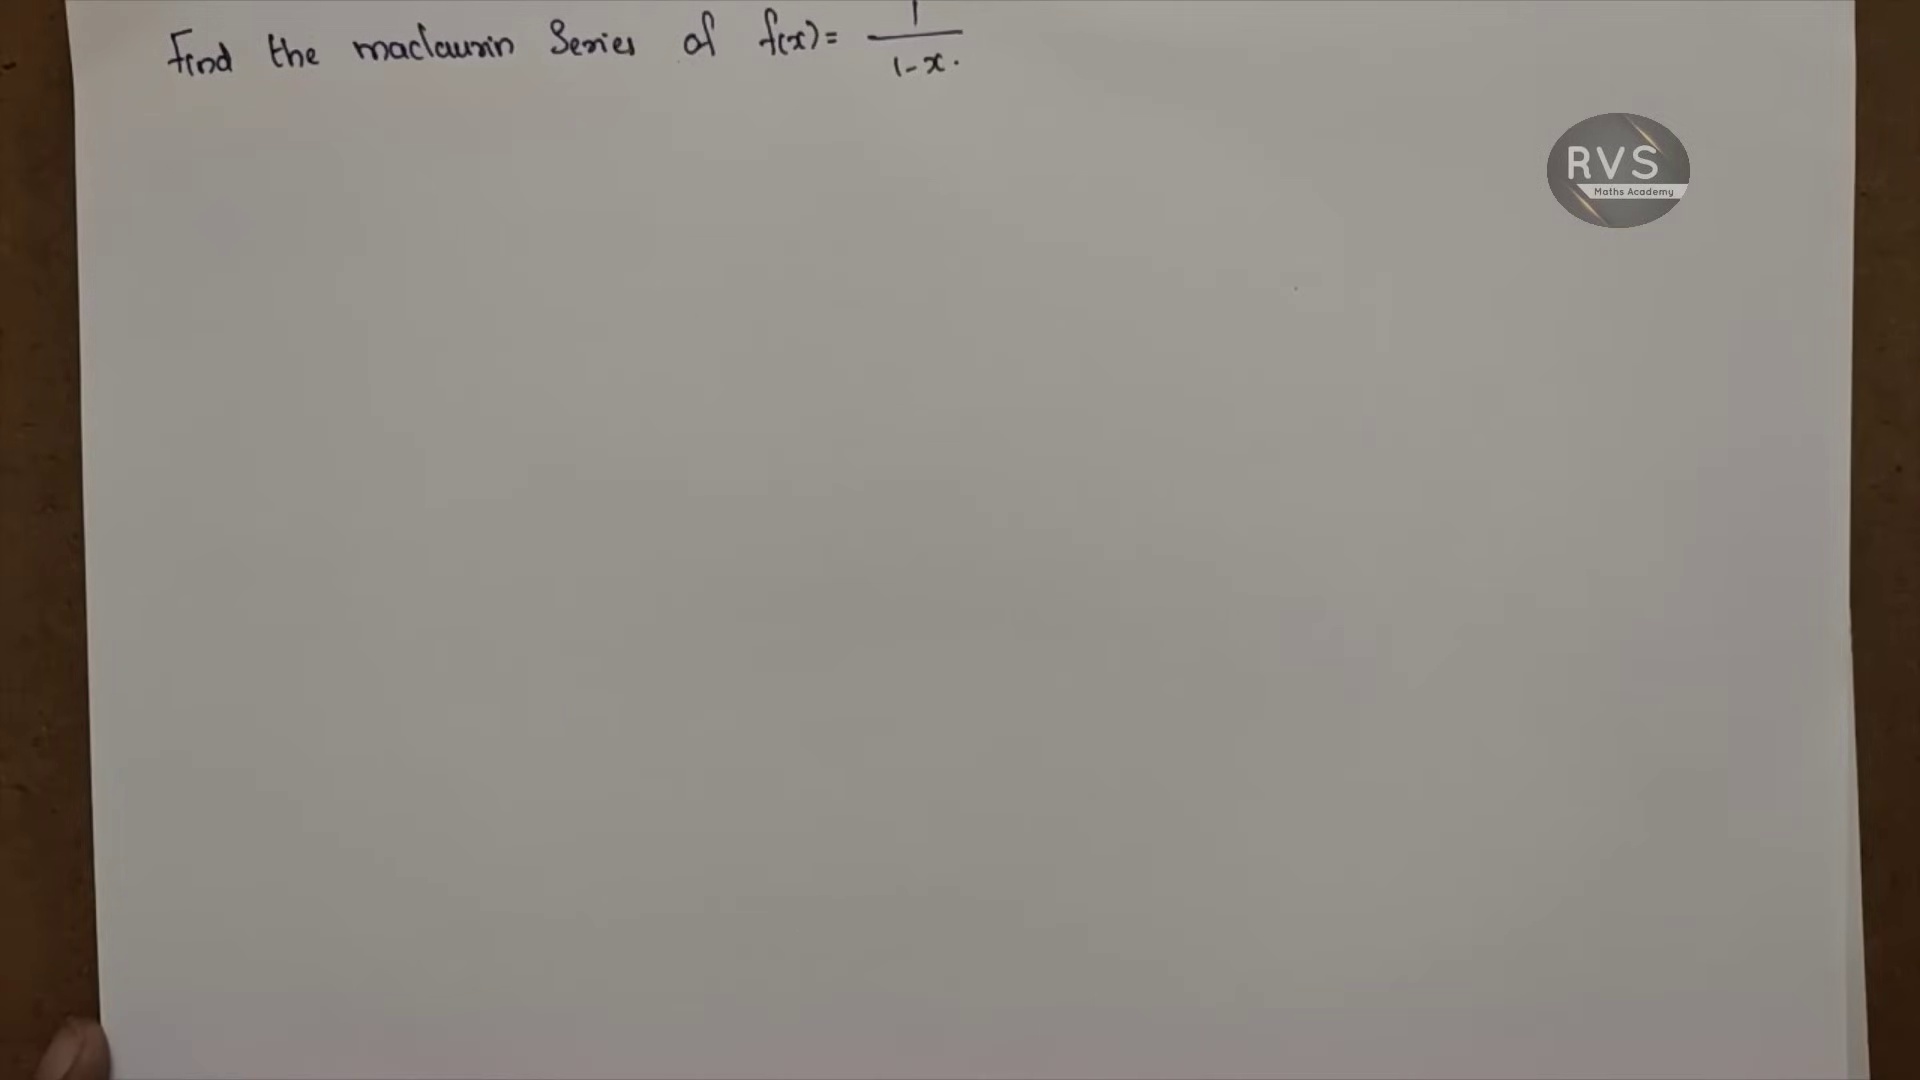 Find the maclaurin Series of f(x) = 1/1-x.
RVS
Maths Academy